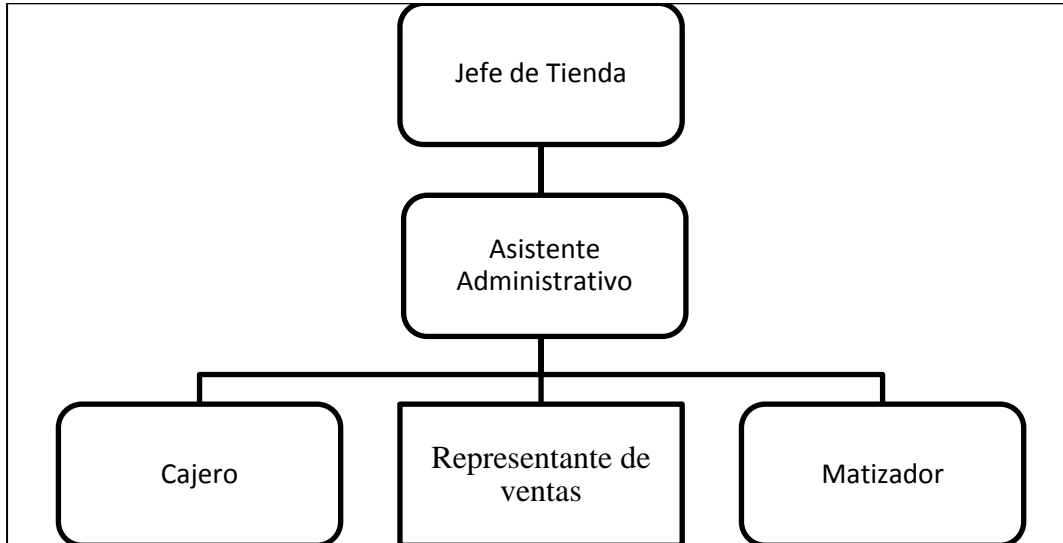 Jefe de Tienda
Asistente
Administrativo
Cajero
Representante de
ventas
Matizador